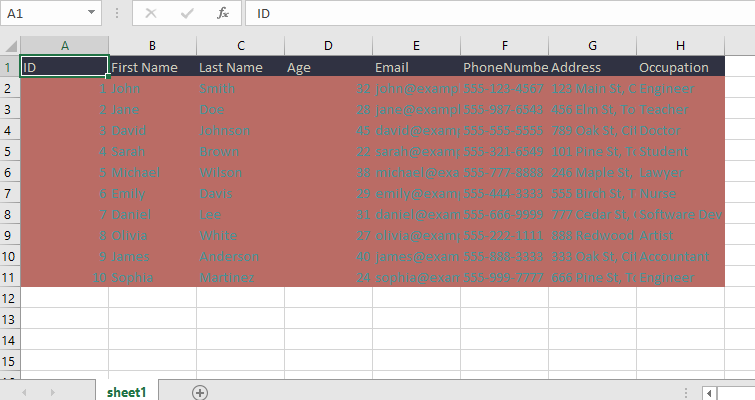 A1 fx ID
A B C D E F G H
1 ID First Name Last Name Age Email PhoneNumbe Address Occupation
2 1 John Smith 32 john@examp 555-123-4567 123 Main St, C Engineer
3 2 Jane Doe 28 jane@exampl 555-987-6543 456 Elm St, To Teacher
4 3 David Johnson 45 david@examp 555-555-5555 789 Oak St, Ci Doctor
5 4 Sarah Brown 22 sarah@examp 555-321-6549 101 Pine St, T Student
6 5 Michael Wilson 38 michael@exa 555-777-8888 246 Maple St, Lawyer
7 6 Emily Davis 29 emily@examp 555-444-3333 555 Birch St, T Nurse
8 7 Daniel Lee 31 daniel@exam 555-666-9999 777 Cedar St, Software Dev
9 8 Olivia White 27 olivia@examp 555-222-1111 888 Redwood Artist
10 9 James Anderson 40 james@exam 555-888-3333 333 Oak St, Ci Accountant
11 10 Sophia Martinez 24 sophia@exam 555-999-7777 666 Pine St, T Engineer
12
13
14
15
sheet1